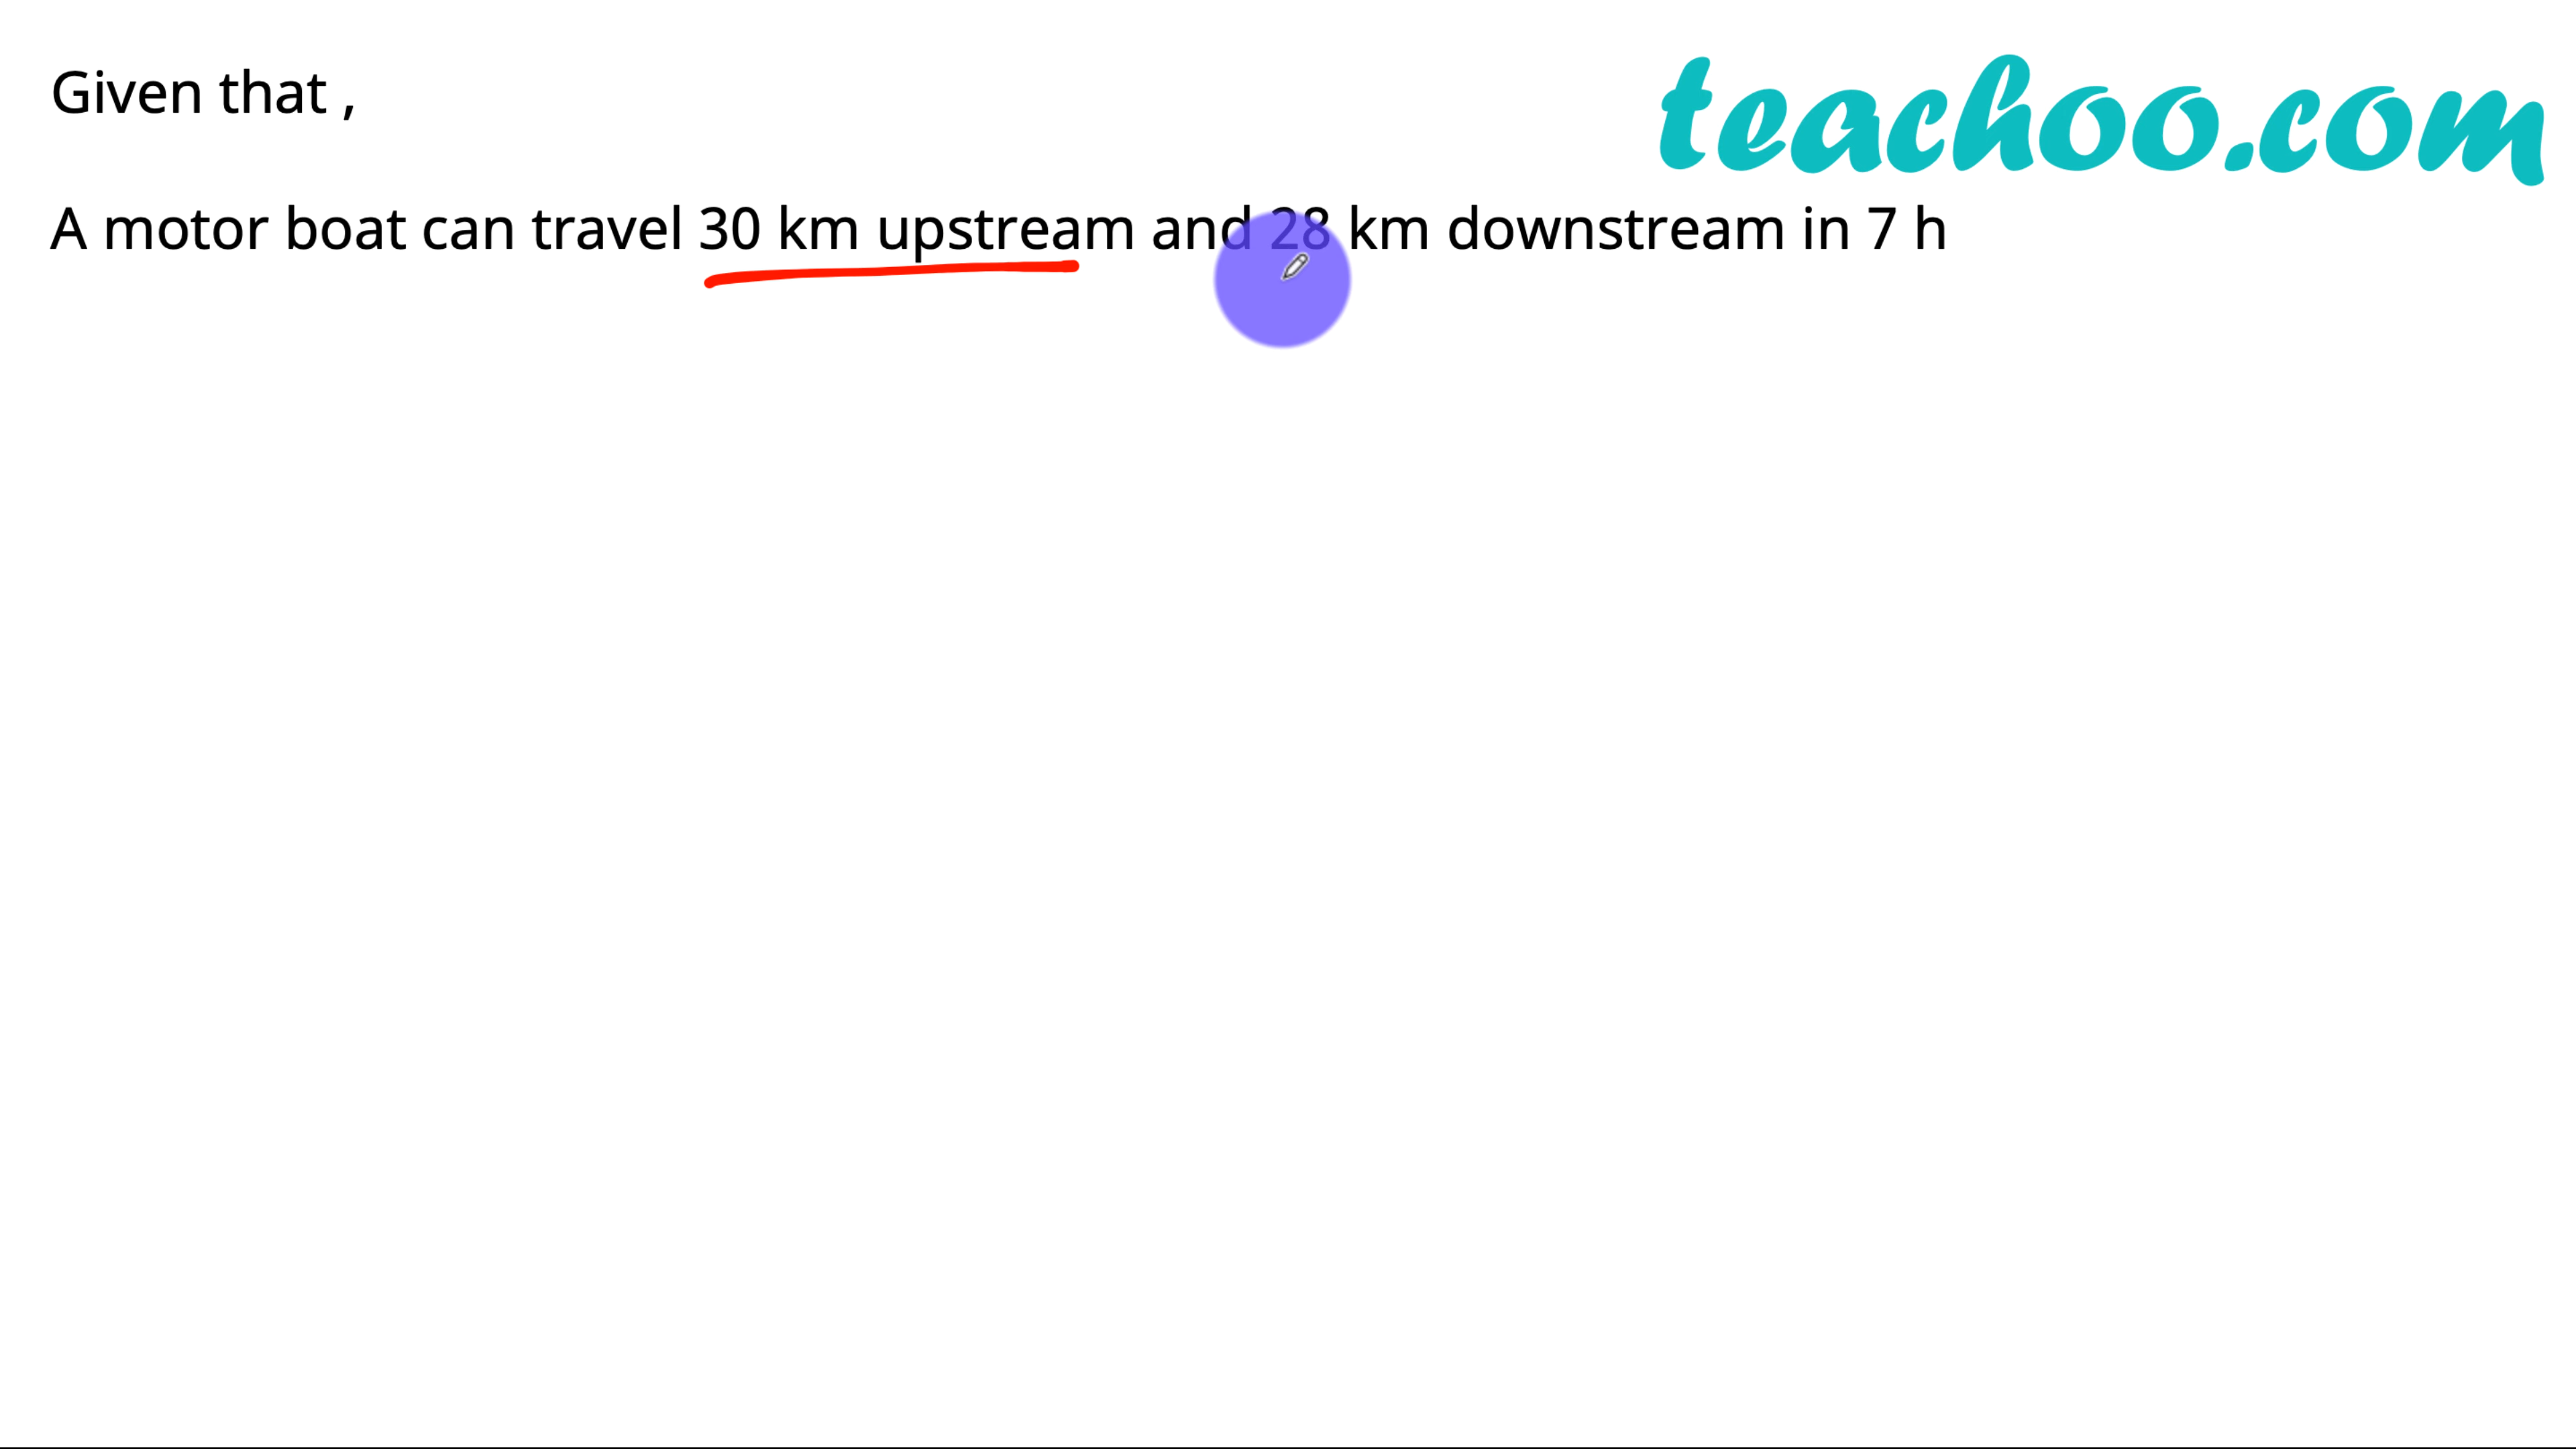 Given that ,
teachoo.com
A motor boat can travel 30 km upstream and 28 km downstream in 7 h